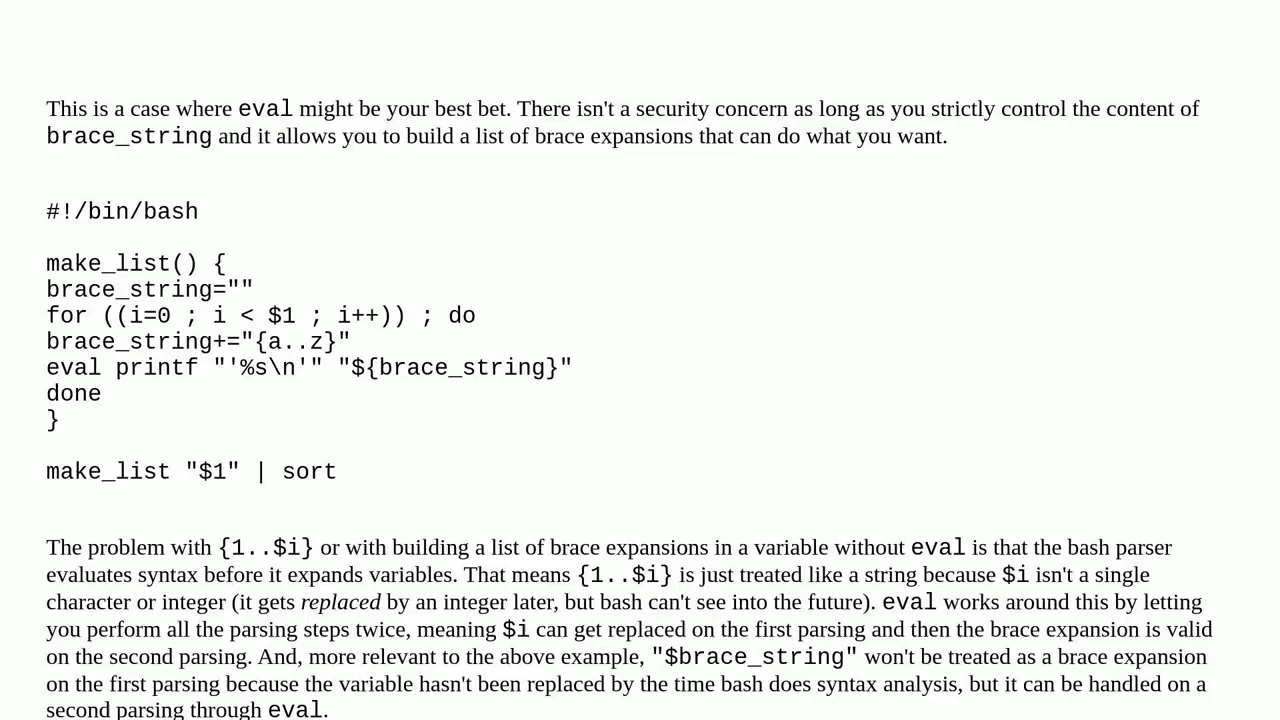 This is a case where eval might be your best bet. There isn't a security concern as long as you strictly control the content of
brace_string and it allows you to build a list of brace expansions that can do what you want.
#!/bin/bash
make_list() {
brace_string=""
for ((i=0 ; i < $1 ; i++)) ; do
brace_string+="{a..z}"
eval printf "'%s\n'" "${brace_string}"
done
}
make_list "$1" | sort
The problem with {1..$i} or with building a list of brace expansions in a variable without eval is that the bash parser
evaluates syntax before it expands variables. That means {1..$i} is just treated like a string because $i isn't a single
character or integer (it gets replaced by an integer later, but bash can't see into the future). eval works around this by letting
you perform all the parsing steps twice, meaning $i can get replaced on the first parsing and then the brace expansion is valid
on the second parsing. And, more relevant to the above example, "$brace_string" won't be treated as a brace expansion
on the first parsing because the variable hasn't been replaced by the time bash does syntax analysis, but it can be handled on a
second parsing through eval.